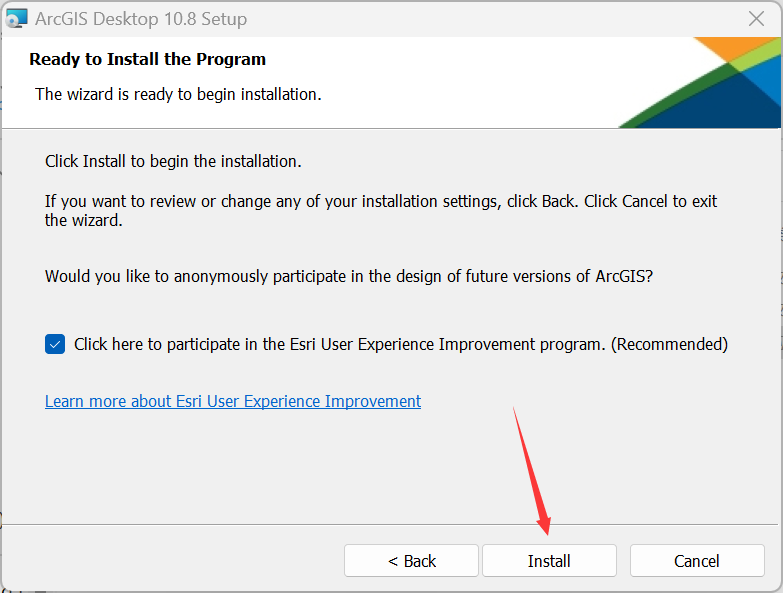 ArcGIS Desktop 10.8 Setup
Ready to Install the Program
The wizard is ready to begin installation.
Click Install to begin the installation.
If you want to review or change any of your installation settings, click Back. Click Cancel to exit
the wizard.
Would you like to anonymously participate in the design of future versions of ArcGIS?
Click here to participate in the Esri User Experience Improvement program. (Recommended)
Learn more about Esri User Experience Improvement
< Back
Install
Cancel